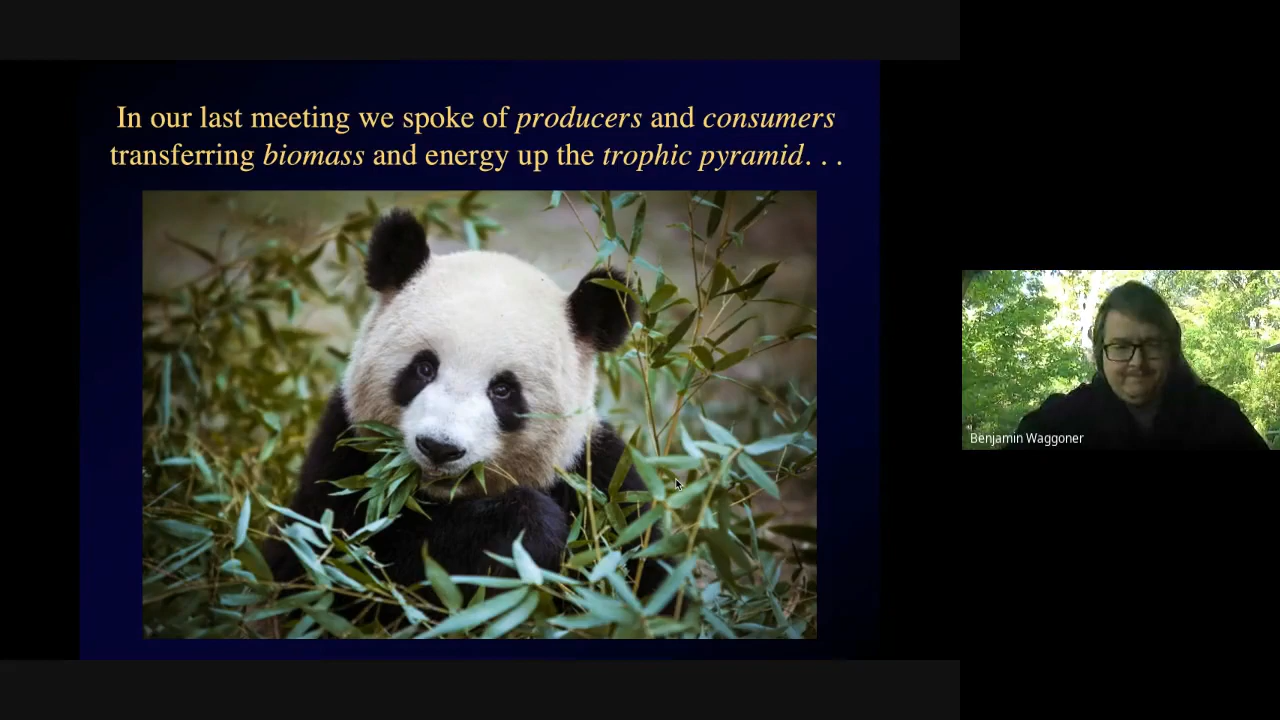 In our last meeting we spoke of producers and consumers
transferring biomass and energy up the trophic pyramid. . .
Benjamin Waggoner